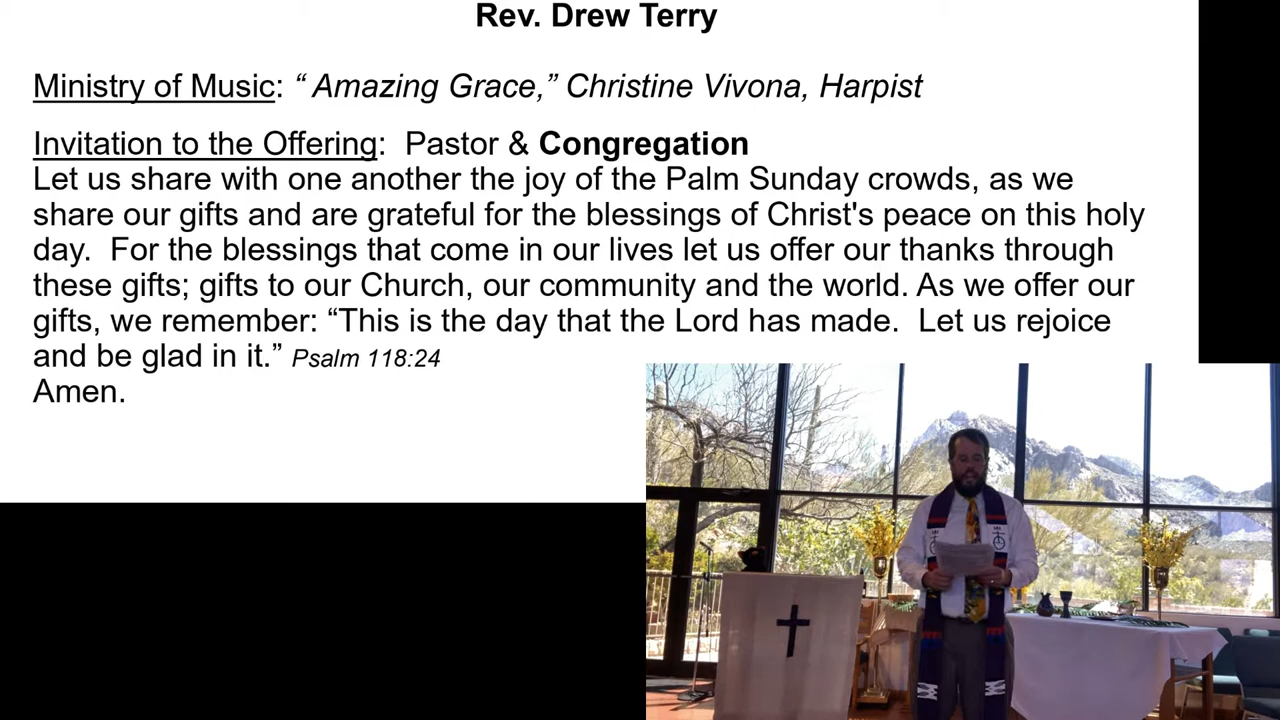 Rev. Drew Terry
Ministry of Music: “ Amazing Grace,” Christine Vivona, Harpist
Invitation to the Offering:  Pastor & Congregation
Let us share with one another the joy of the Palm Sunday crowds, as we
share our gifts and are grateful for the blessings of Christ's peace on this holy
day.  For the blessings that come in our lives let us offer our thanks through
these gifts; gifts to our Church, our community and the world. As we offer our
gifts, we remember: “This is the day that the Lord has made.  Let us rejoice
and be glad in it.” Psalm 118:24
Amen.